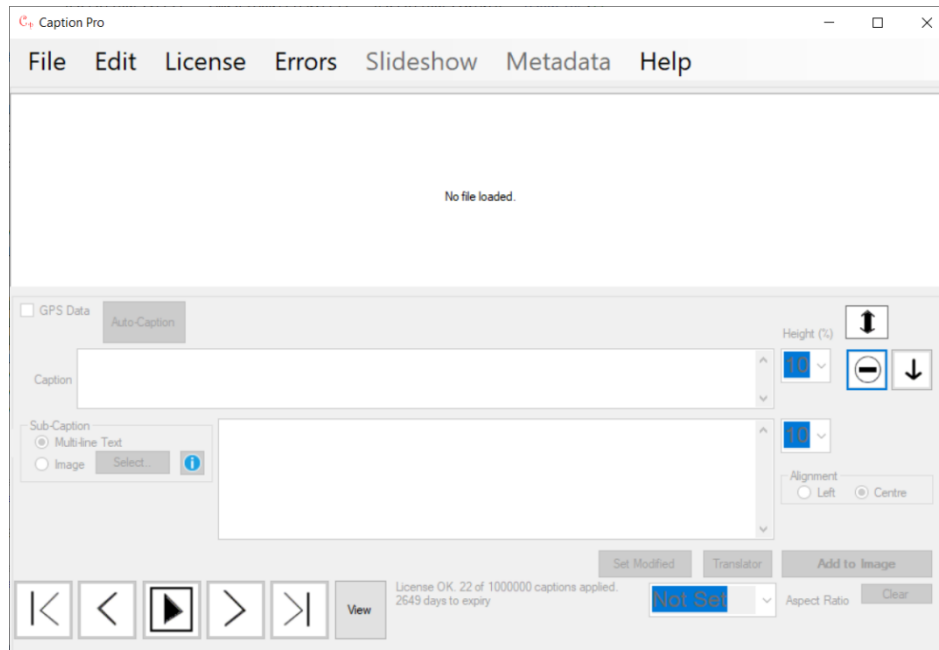 Caption Pro
File Edit License Errors Slideshow Metadata Help
No file loaded.
GPS Data
Auto-Caption
Height (%)
Caption
10
Sub-Caption
Multi-line Text
Image
Select..
10
Alignment
Left
Centre
Set Modified
Translator
Add to Image
View
License OK. 22 of 1000000 captions applied.
2649 days to expiry
Not Set
Aspect Ratio
Clear